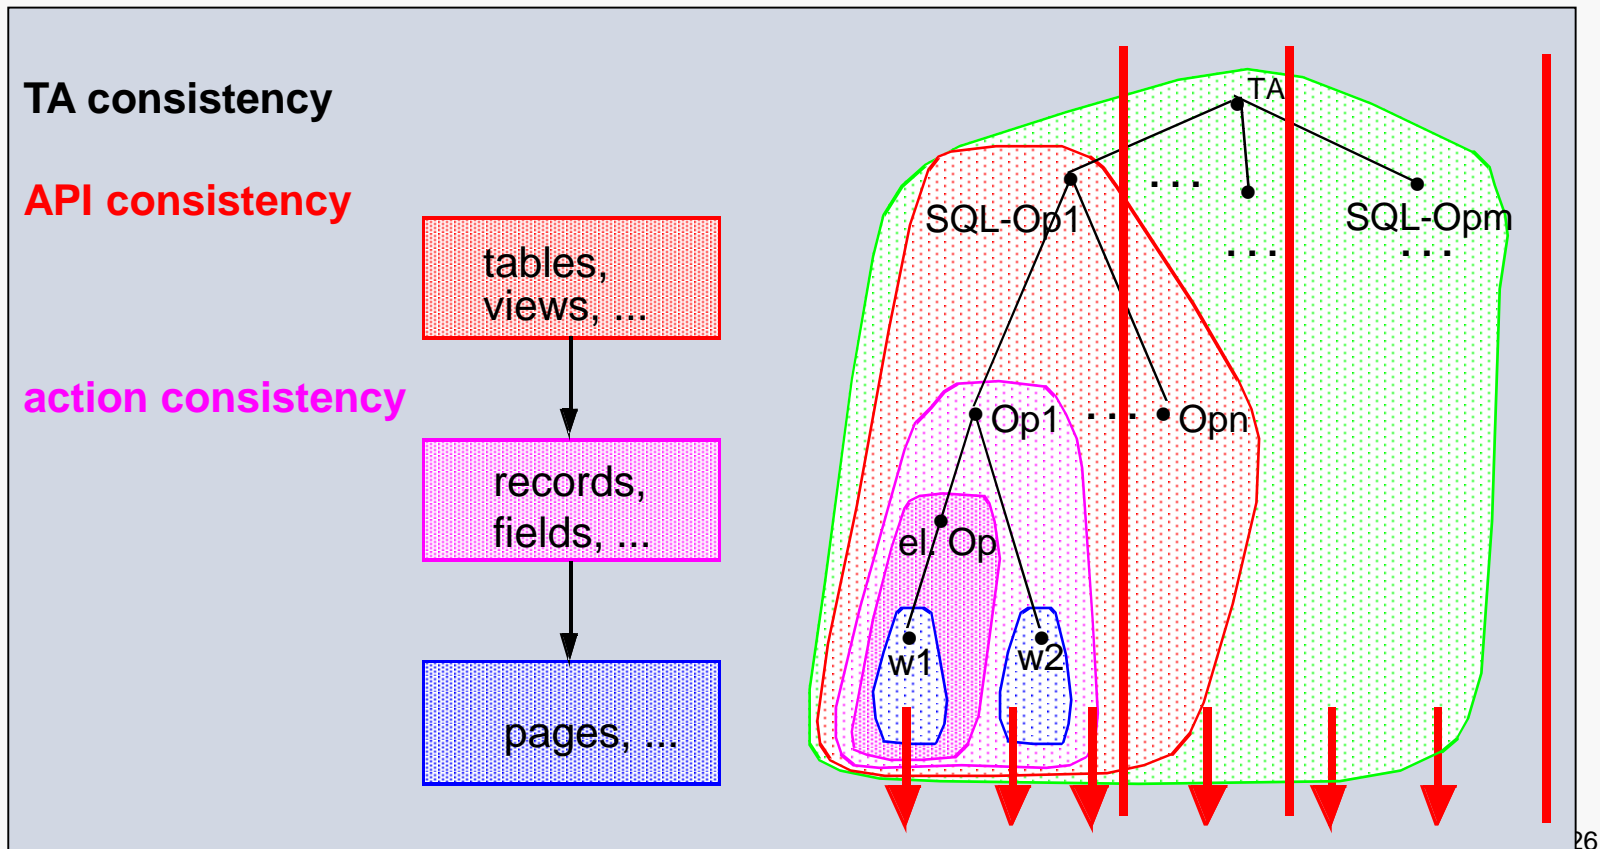 TA consistency
API consistency
tables,
views, ...
action consistency
records,
fields, ...
pages, ...
TA
. . .
SQL-Op1
SQL-Opm
. . .
. . .
Op1
. . .
Opn
el. Op
w1
w2
26